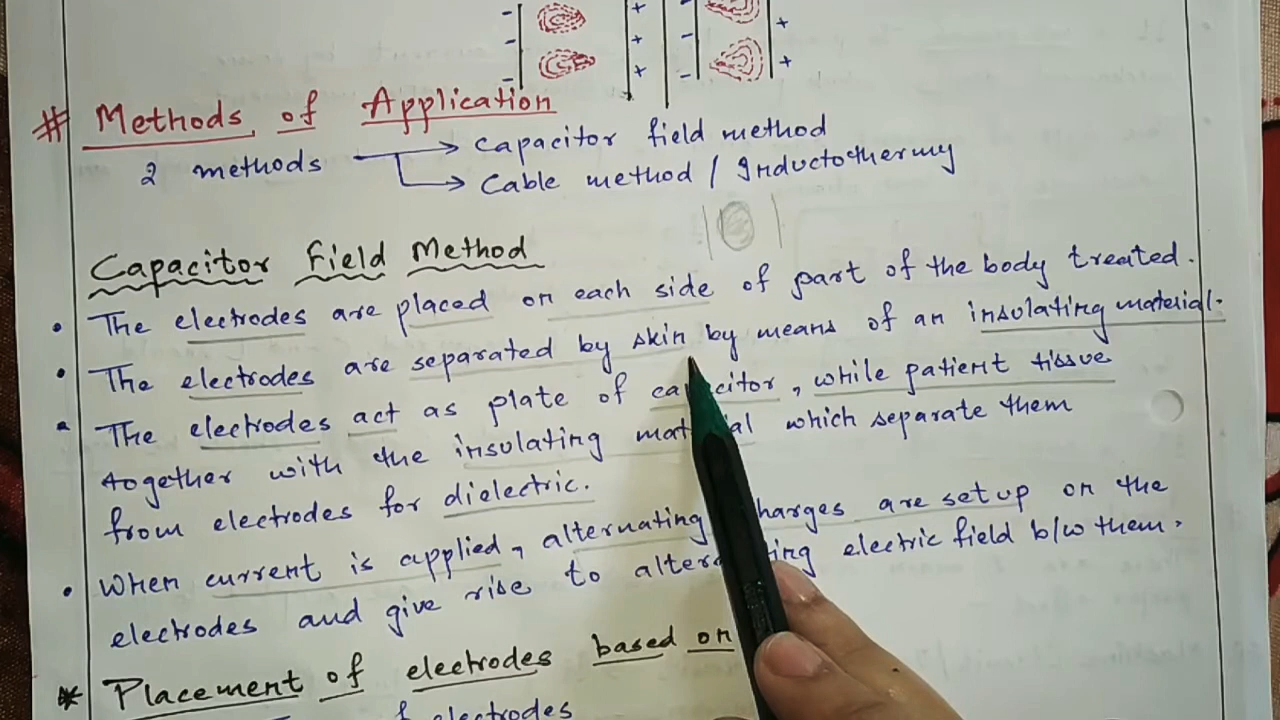 # Methods of Application
2 methods → Capacitor field method
→ Cable method / Inductothermy
Capacitor Field Method
• The electrodes are placed on each side of part of the body treated.
• The electrodes are separated by skin by means of an insulating material.
• The electrodes act as plate of capacitor, while patient tissue
together with the insulating material which separate them
from electrodes for dielectric.
• When current is applied, alternating charges are set up on the
electrodes and give rise to alternating electric field b/w them.
* Placement of electrodes based on
electrodes